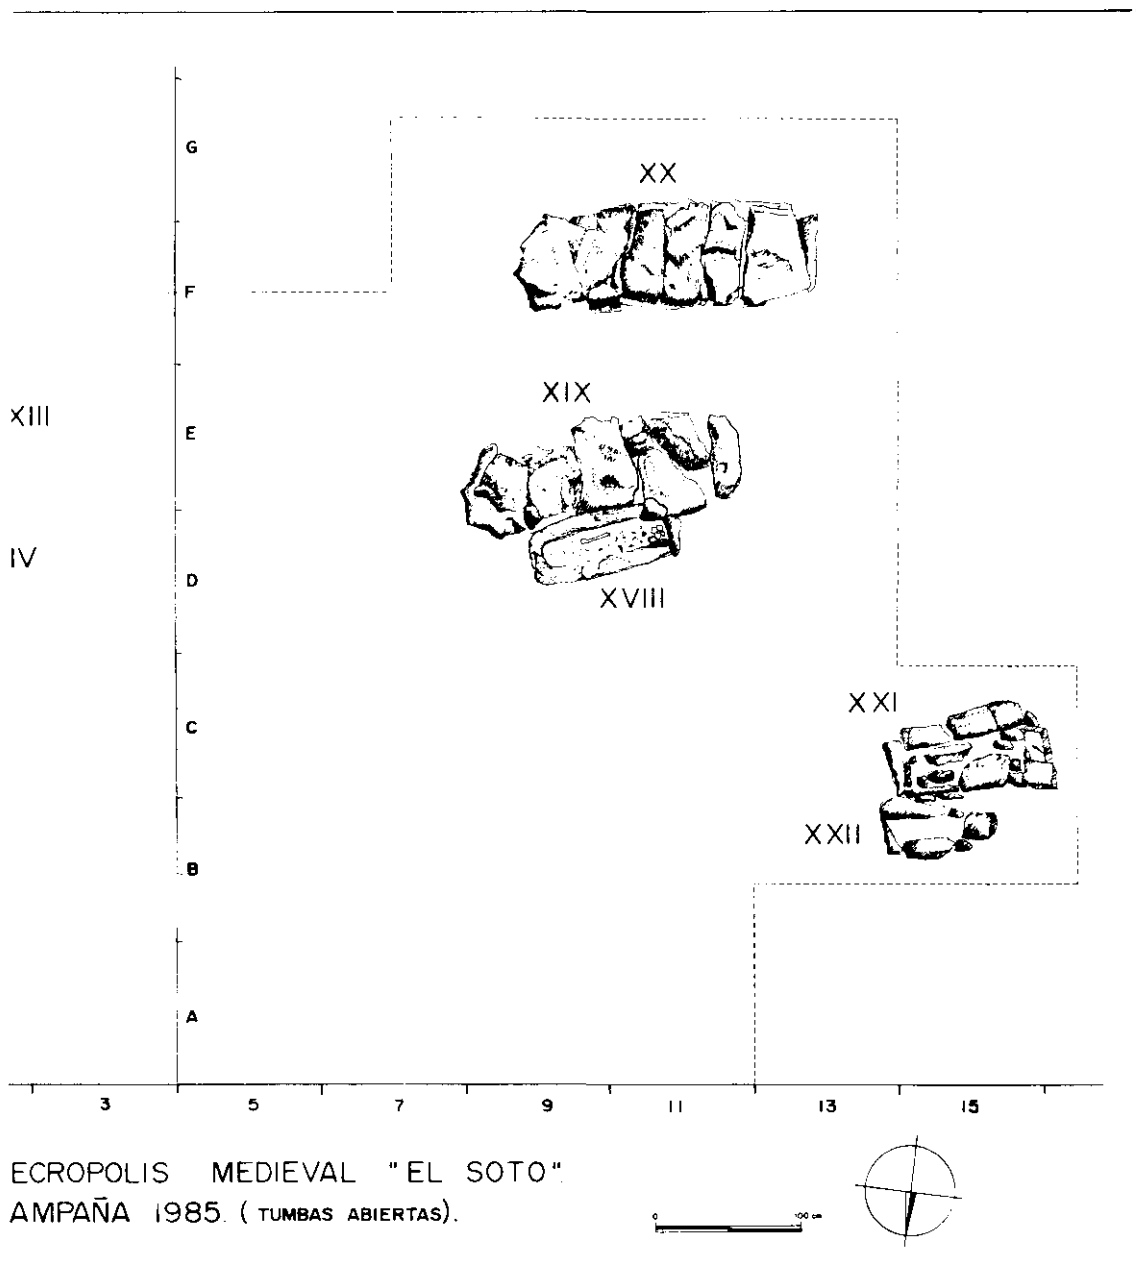 G
XX
F
XIX
XIII
E
IV
D
XVIII
XXI
C
XXII
B
A
3 5 7 9 11 13 15
ECROPOLIS MEDIEVAL "EL SOTO"
AMPAÑA 1985. (TUMBAS ABIERTAS).
0 100 cm